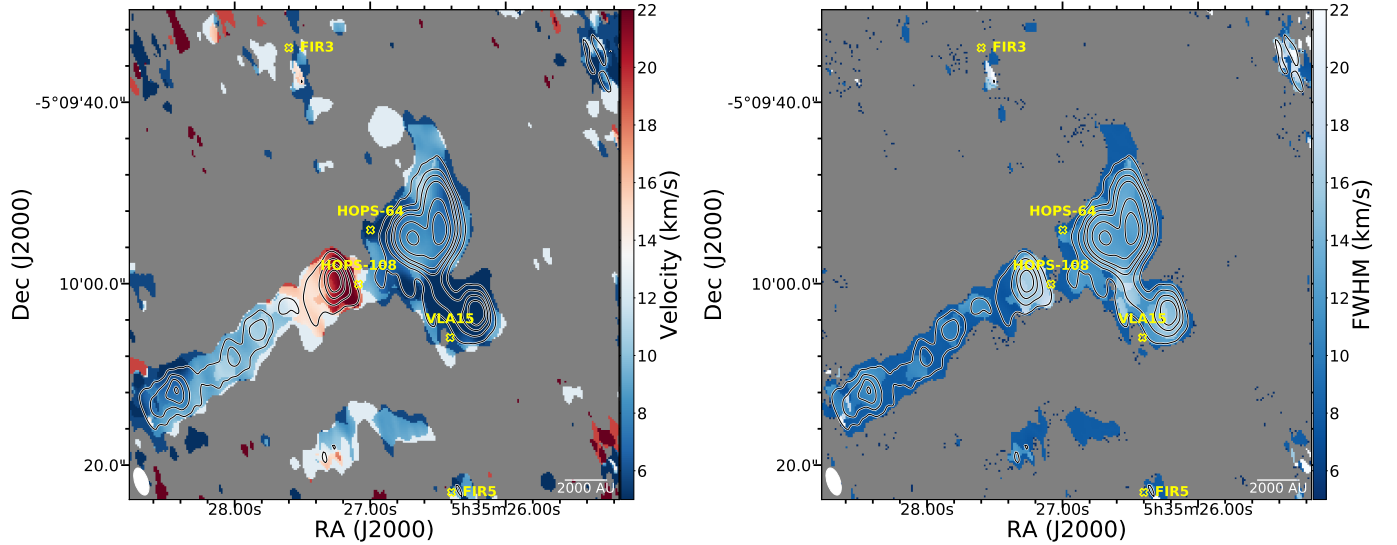 FIR3
-5°09'40.0"
HOPS-64
HOPS-108
10'00.0"
VLA15
20.0"
FIR5
2000 AU
28.00s
27.00s
5h35m26.00s
RA (J2000)
Dec (J2000)
22
20
18
16
14
12
10
8
6
Velocity (km/s)
FIR3
-5°09'40.0"
HOPS-64
HOPS-108
10'00.0"
VLA15
20.0"
FIR5
2000 AU
28.00s
27.00s
5h35m26.00s
RA (J2000)
Dec (J2000)
22
20
18
16
14
12
10
8
6
FWHM (km/s)